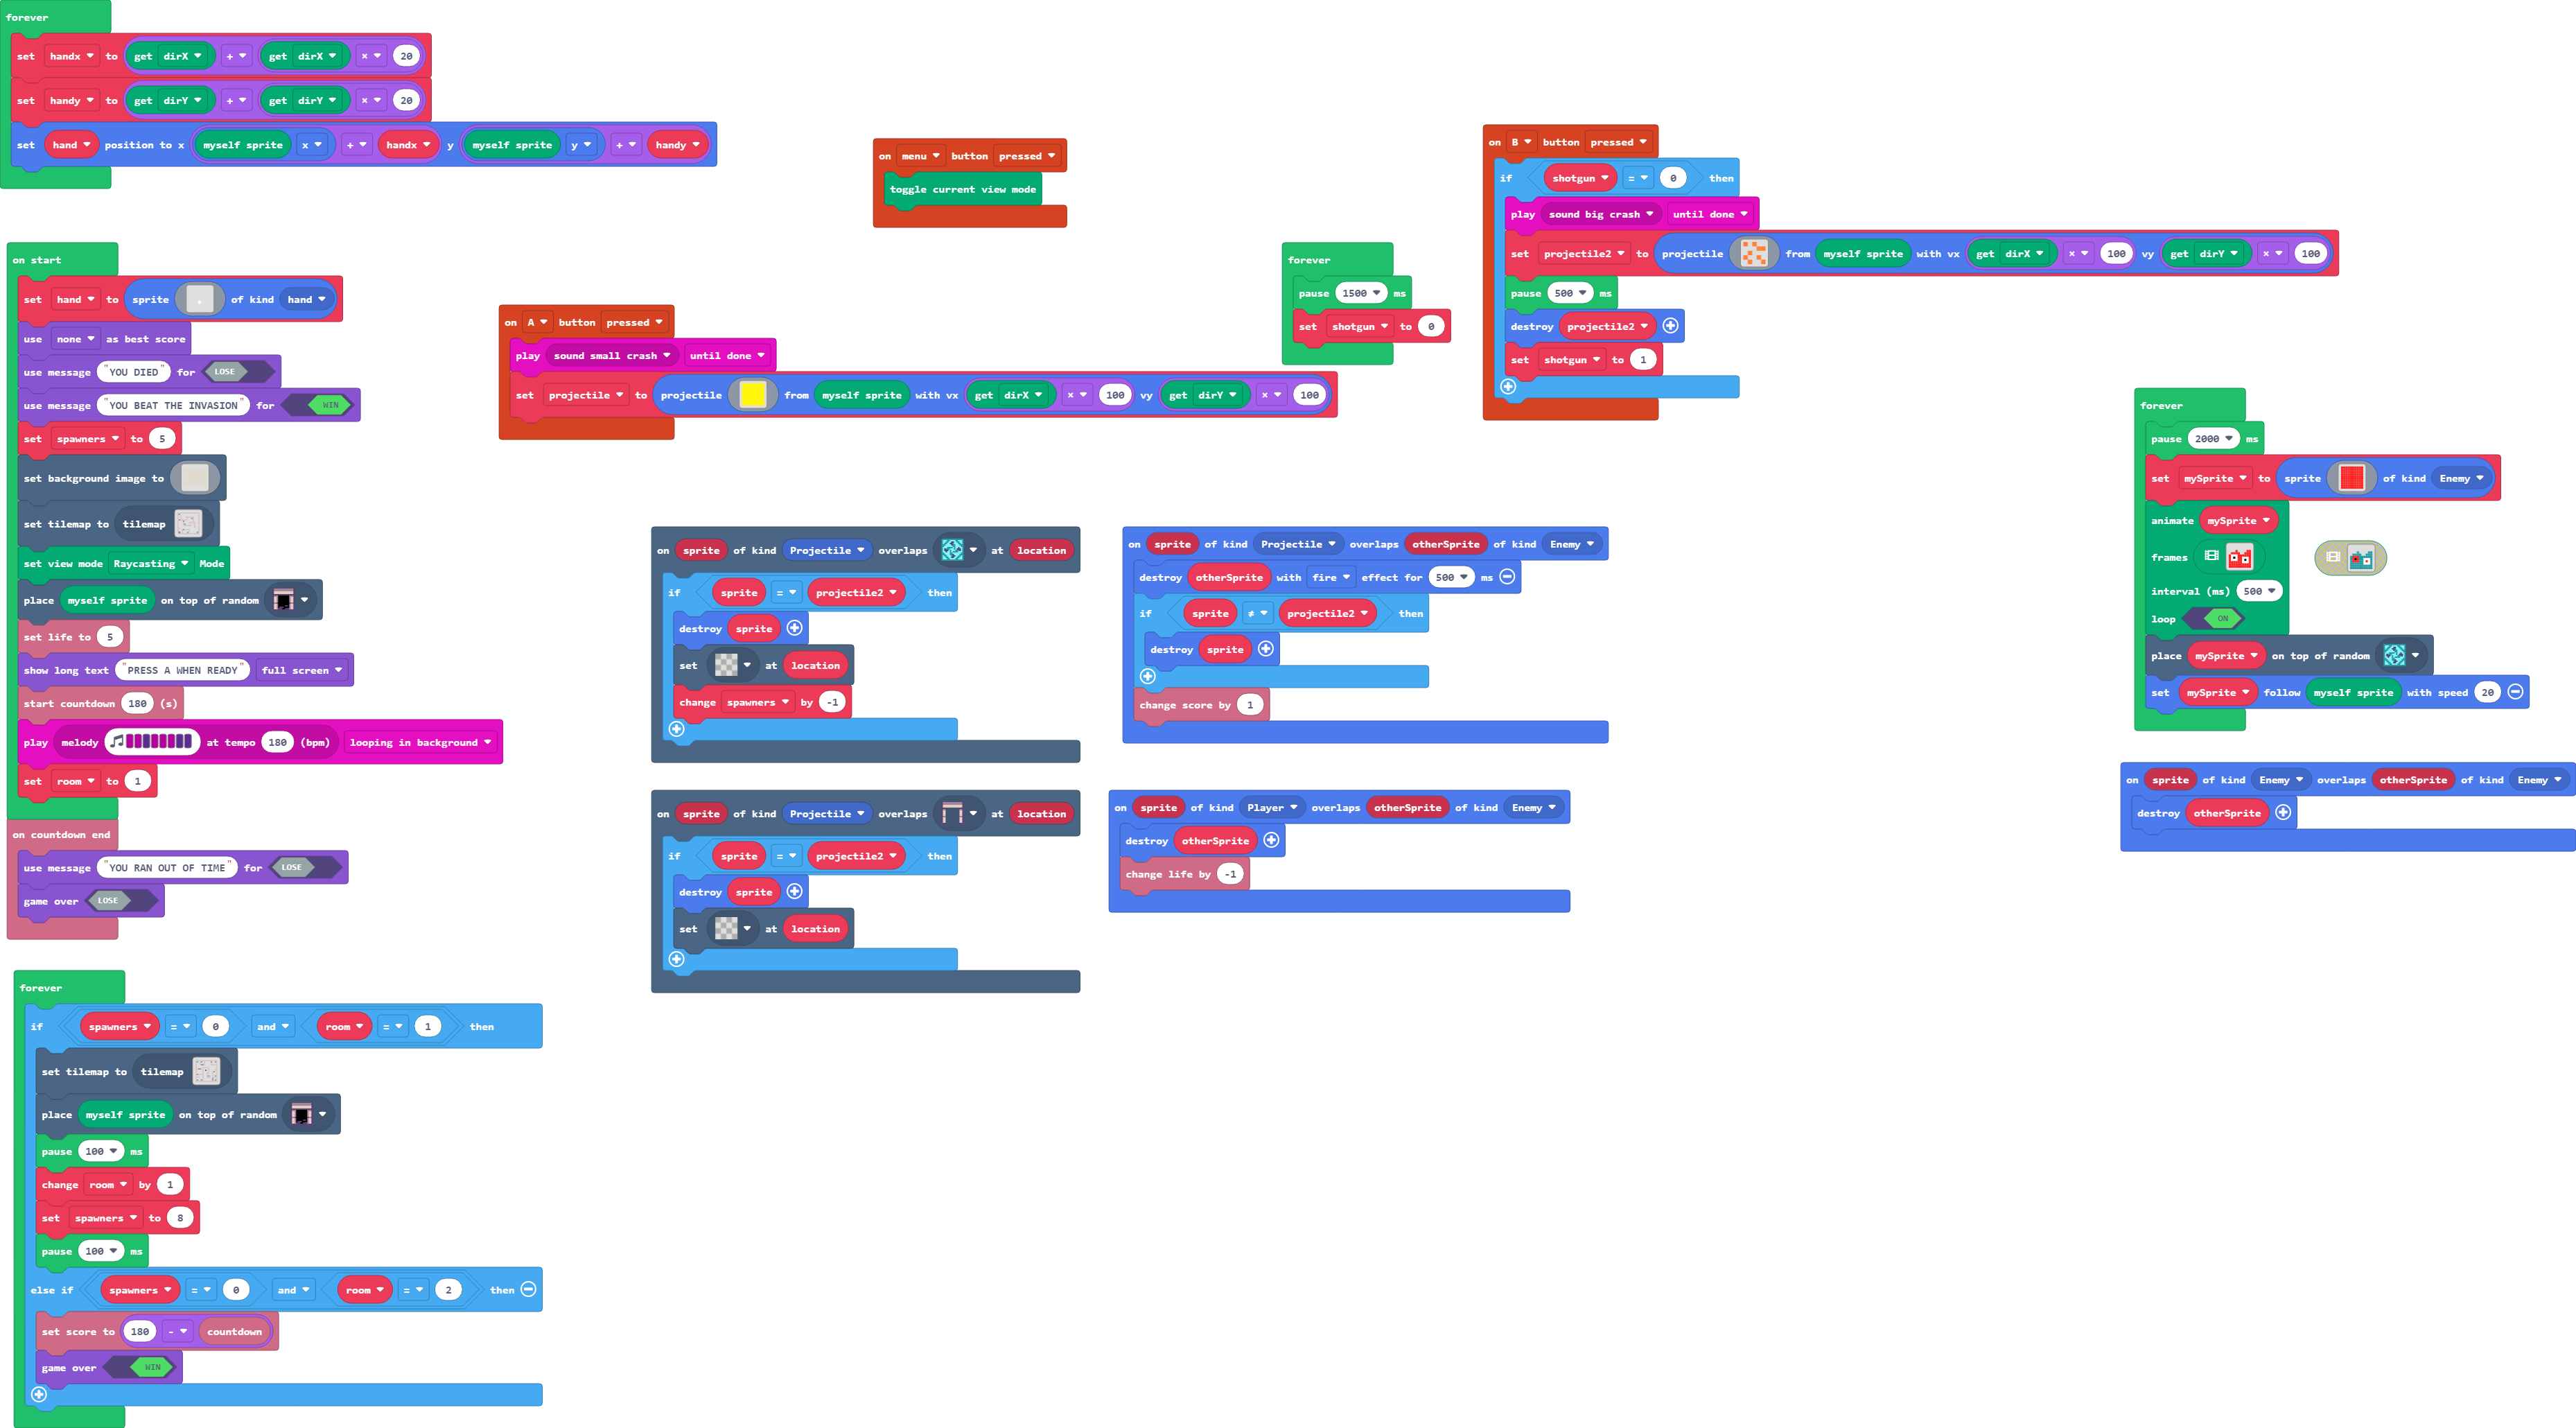 forever
set handx to get dirX + get dirX × 20
set handy to get dirY + get dirY × 20
set hand position to x myself sprite x + handx y myself sprite y + handy
on start
set hand to sprite of kind hand
use none as best score
use message "YOU DIED" for LOSE
use message "YOU BEAT THE INVASION" for WIN
set spawners to 5
set background image to
set tilemap to tilemap
set view mode Raycasting Mode
place myself sprite on top of random
set life to 5
show long text "PRESS A WHEN READY" full screen
start countdown 180 (s)
play melody at tempo 180 (bpm) looping in background
set room to 1
on countdown end
use message "YOU RAN OUT OF TIME" for LOSE
game over LOSE
forever
if spawners = 0 and room = 1 then
set tilemap to tilemap
place myself sprite on top of random
pause 100 ms
change room by 1
set spawners to 8
pause 100 ms
else if spawners = 0 and room = 2 then
set score to 180 - countdown
game over WIN
on menu button pressed
toggle current view mode
on A button pressed
play sound small crash until done
set projectile to projectile from myself sprite with vx get dirX × 100 vy get dirY × 100
forever
pause 1500 ms
set shotgun to 0
on B button pressed
if shotgun = 0 then
play sound big crash until done
set projectile2 to projectile from myself sprite with vx get dirX × 100 vy get dirY × 100
pause 500 ms
destroy projectile2
set shotgun to 1
on sprite of kind Projectile overlaps at location
if sprite = projectile2 then
destroy sprite
set at location
change spawners by -1
on sprite of kind Projectile overlaps at location
if sprite = projectile2 then
destroy sprite
set at location
on sprite of kind Projectile overlaps otherSprite of kind Enemy
destroy otherSprite with fire effect for 500 ms
if sprite ≠ projectile2 then
destroy sprite
change score by 1
on sprite of kind Player overlaps otherSprite of kind Enemy
destroy otherSprite
change life by -1
forever
pause 2000 ms
set mySprite to sprite of kind Enemy
animate mySprite
frames
interval (ms) 500
loop ON
place mySprite on top of random
set mySprite follow myself sprite with speed 20
on sprite of kind Enemy overlaps otherSprite of kind Enemy
destroy otherSprite